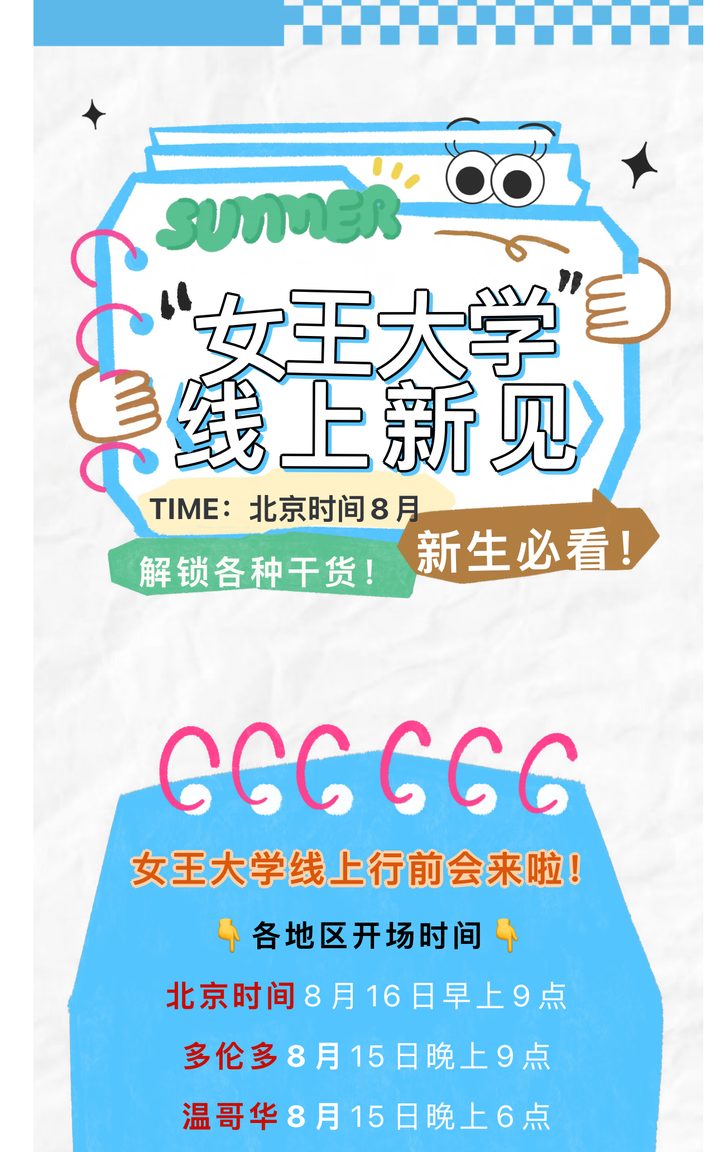 SUMMER
“女王大学”
线上新见
TIME：北京时间8月
解锁各种干货！
新生必看！
女王大学线上行前会来啦！
👇各地区开场时间👇
北京时间8月16日早上9点
多伦多8月15日晚上9点
温哥华8月15日晚上6点